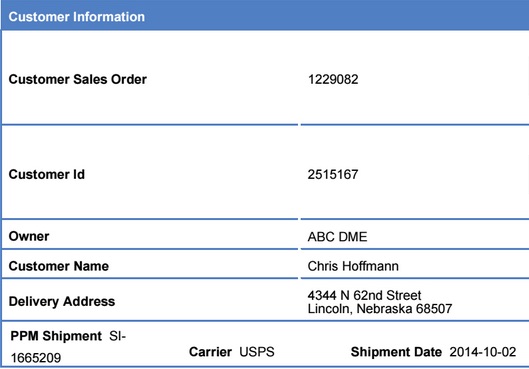 Customer Information
Customer Sales Order 1229082
Customer Id 2515167
Owner ABC DME
Customer Name Chris Hoffmann
Delivery Address 4344 N 62nd Street
Lincoln, Nebraska 68507
PPM Shipment SI-
1665209 Carrier USPS Shipment Date 2014-10-02